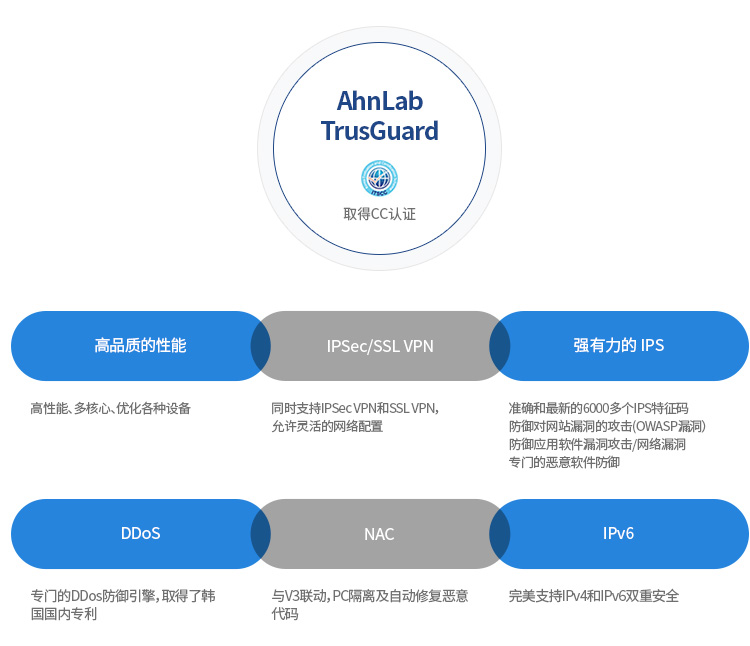 AhnLab
TrusGuard
ITSCC
取得CC认证
高品质的性能
IPSec/SSL VPN
强有力的 IPS
高性能、多核心、优化各种设备
同时支持IPSec VPN和SSL VPN,
允许灵活的网络配置
准确和最新的6000多个IPS特征码
防御对网站漏洞的攻击(OWASP漏洞)
防御应用软件漏洞攻击/网络漏洞
专门的恶意软件防御
DDoS
NAC
IPv6
专门的DDos防御引擎, 取得了韩
国国内专利
与V3联动, PC隔离及自动修复恶意
代码
完美支持IPv4和IPv6双重安全